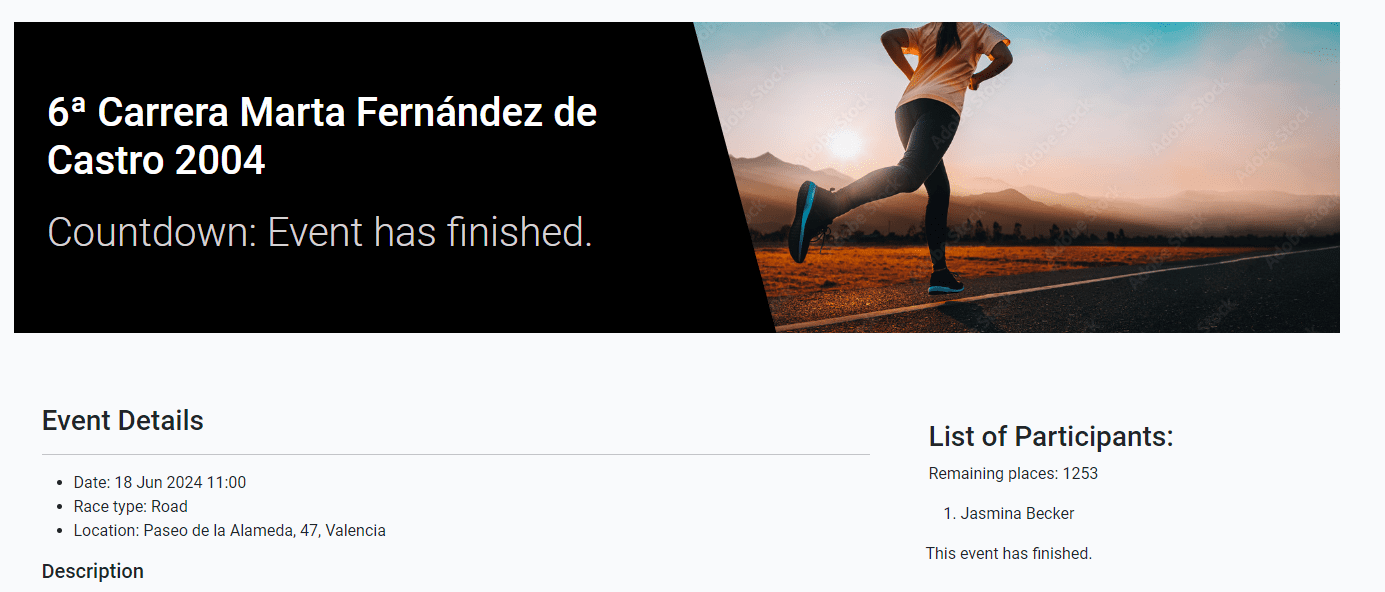 6ª Carrera Marta Fernández de
Castro 2004
Countdown: Event has finished.
Adobe Stock
Event Details
Date: 18 Jun 2024 11:00
Race type: Road
Location: Paseo de la Alameda, 47, Valencia
Description
List of Participants:
Remaining places: 1253
1. Jasmina Becker
This event has finished.